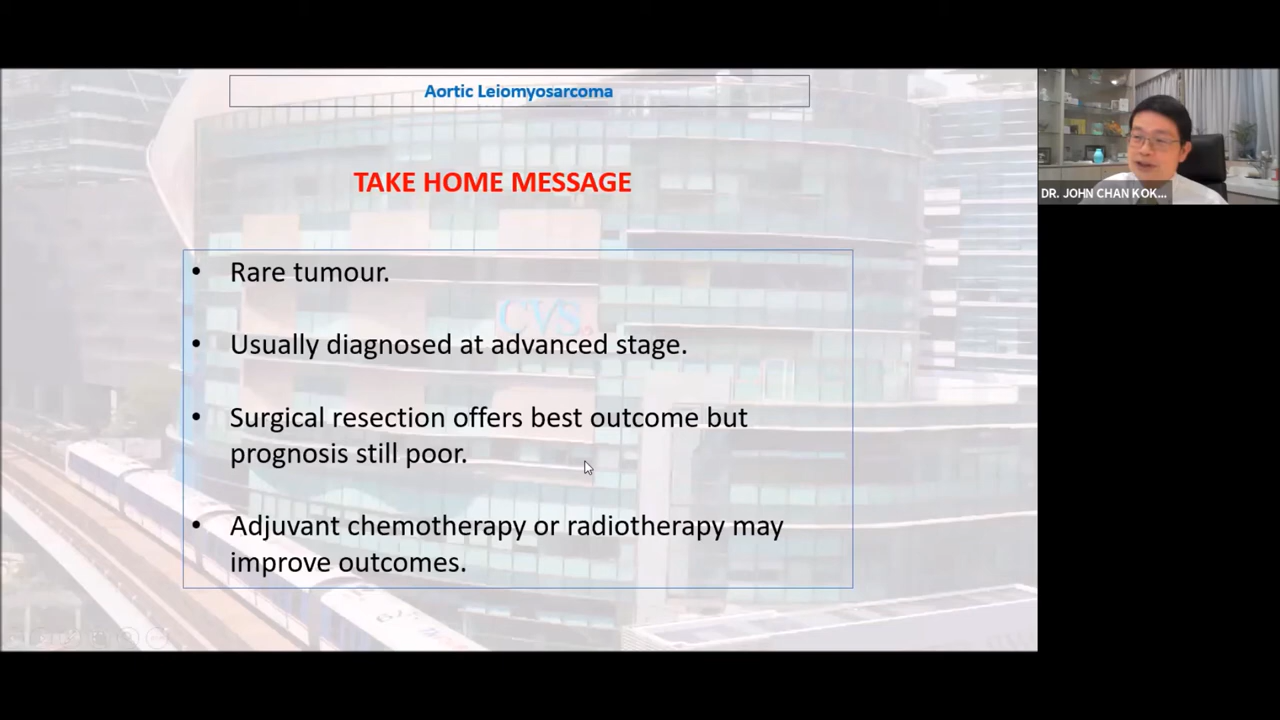 Aortic Leiomyosarcoma
TAKE HOME MESSAGE
• Rare tumour.
• Usually diagnosed at advanced stage.
• Surgical resection offers best outcome but
prognosis still poor.
• Adjuvant chemotherapy or radiotherapy may
improve outcomes.
CVS
DR. JOHN CHAN KOK...